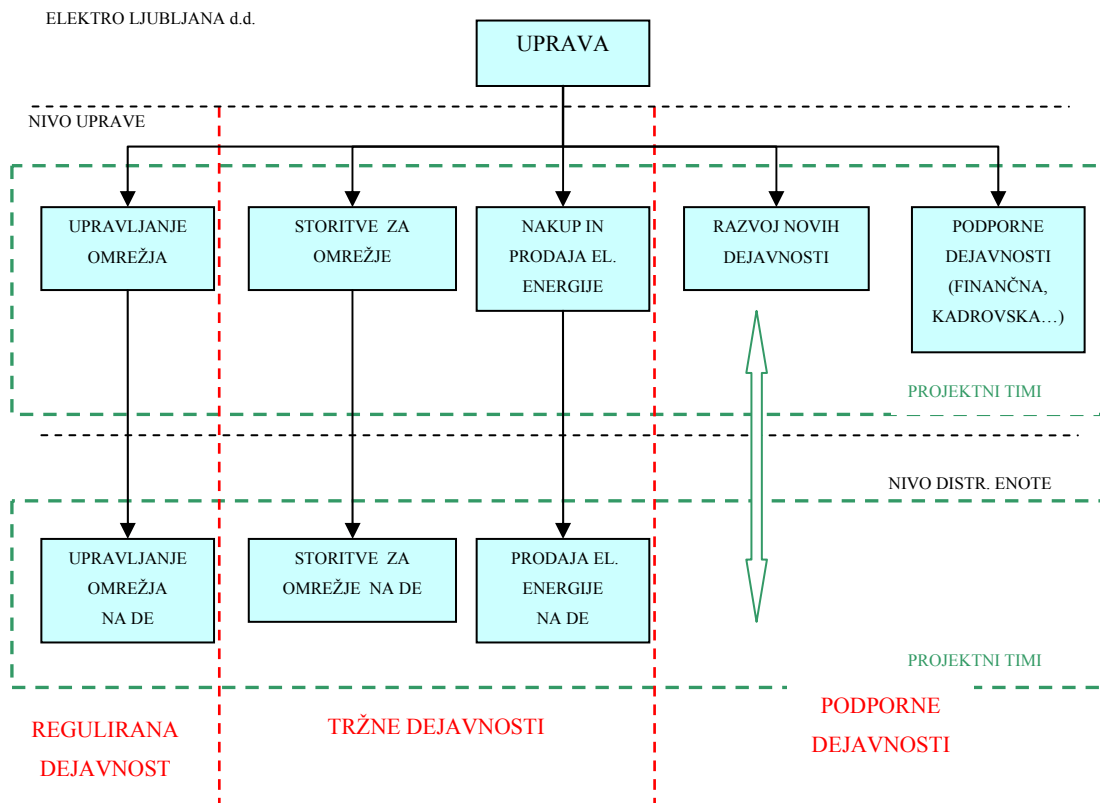 ELEKTRO LJUBLJANA d.d.
UPRAVA
NIVO UPRAVE
UPRAVLJANJE
OMREŽJA
STORITVE ZA
OMREŽJE
NAKUP IN
PRODAJA EL.
ENERGIJE
RAZVOJ NOVIH
DEJAVNOSTI
PODPORNE
DEJAVNOSTI
(FINANČNA,
KADROVSKA…)
PROJEKTNI TIMI
NIVO DISTR. ENOTE
UPRAVLJANJE
OMREŽJA
NA DE
STORITVE ZA
OMREŽJE NA DE
PRODAJA EL.
ENERGIJE
NA DE
PROJEKTNI TIMI
REGULIRANA
DEJAVNOST
TRŽNE DEJAVNOSTI
PODPORNE
DEJAVNOSTI